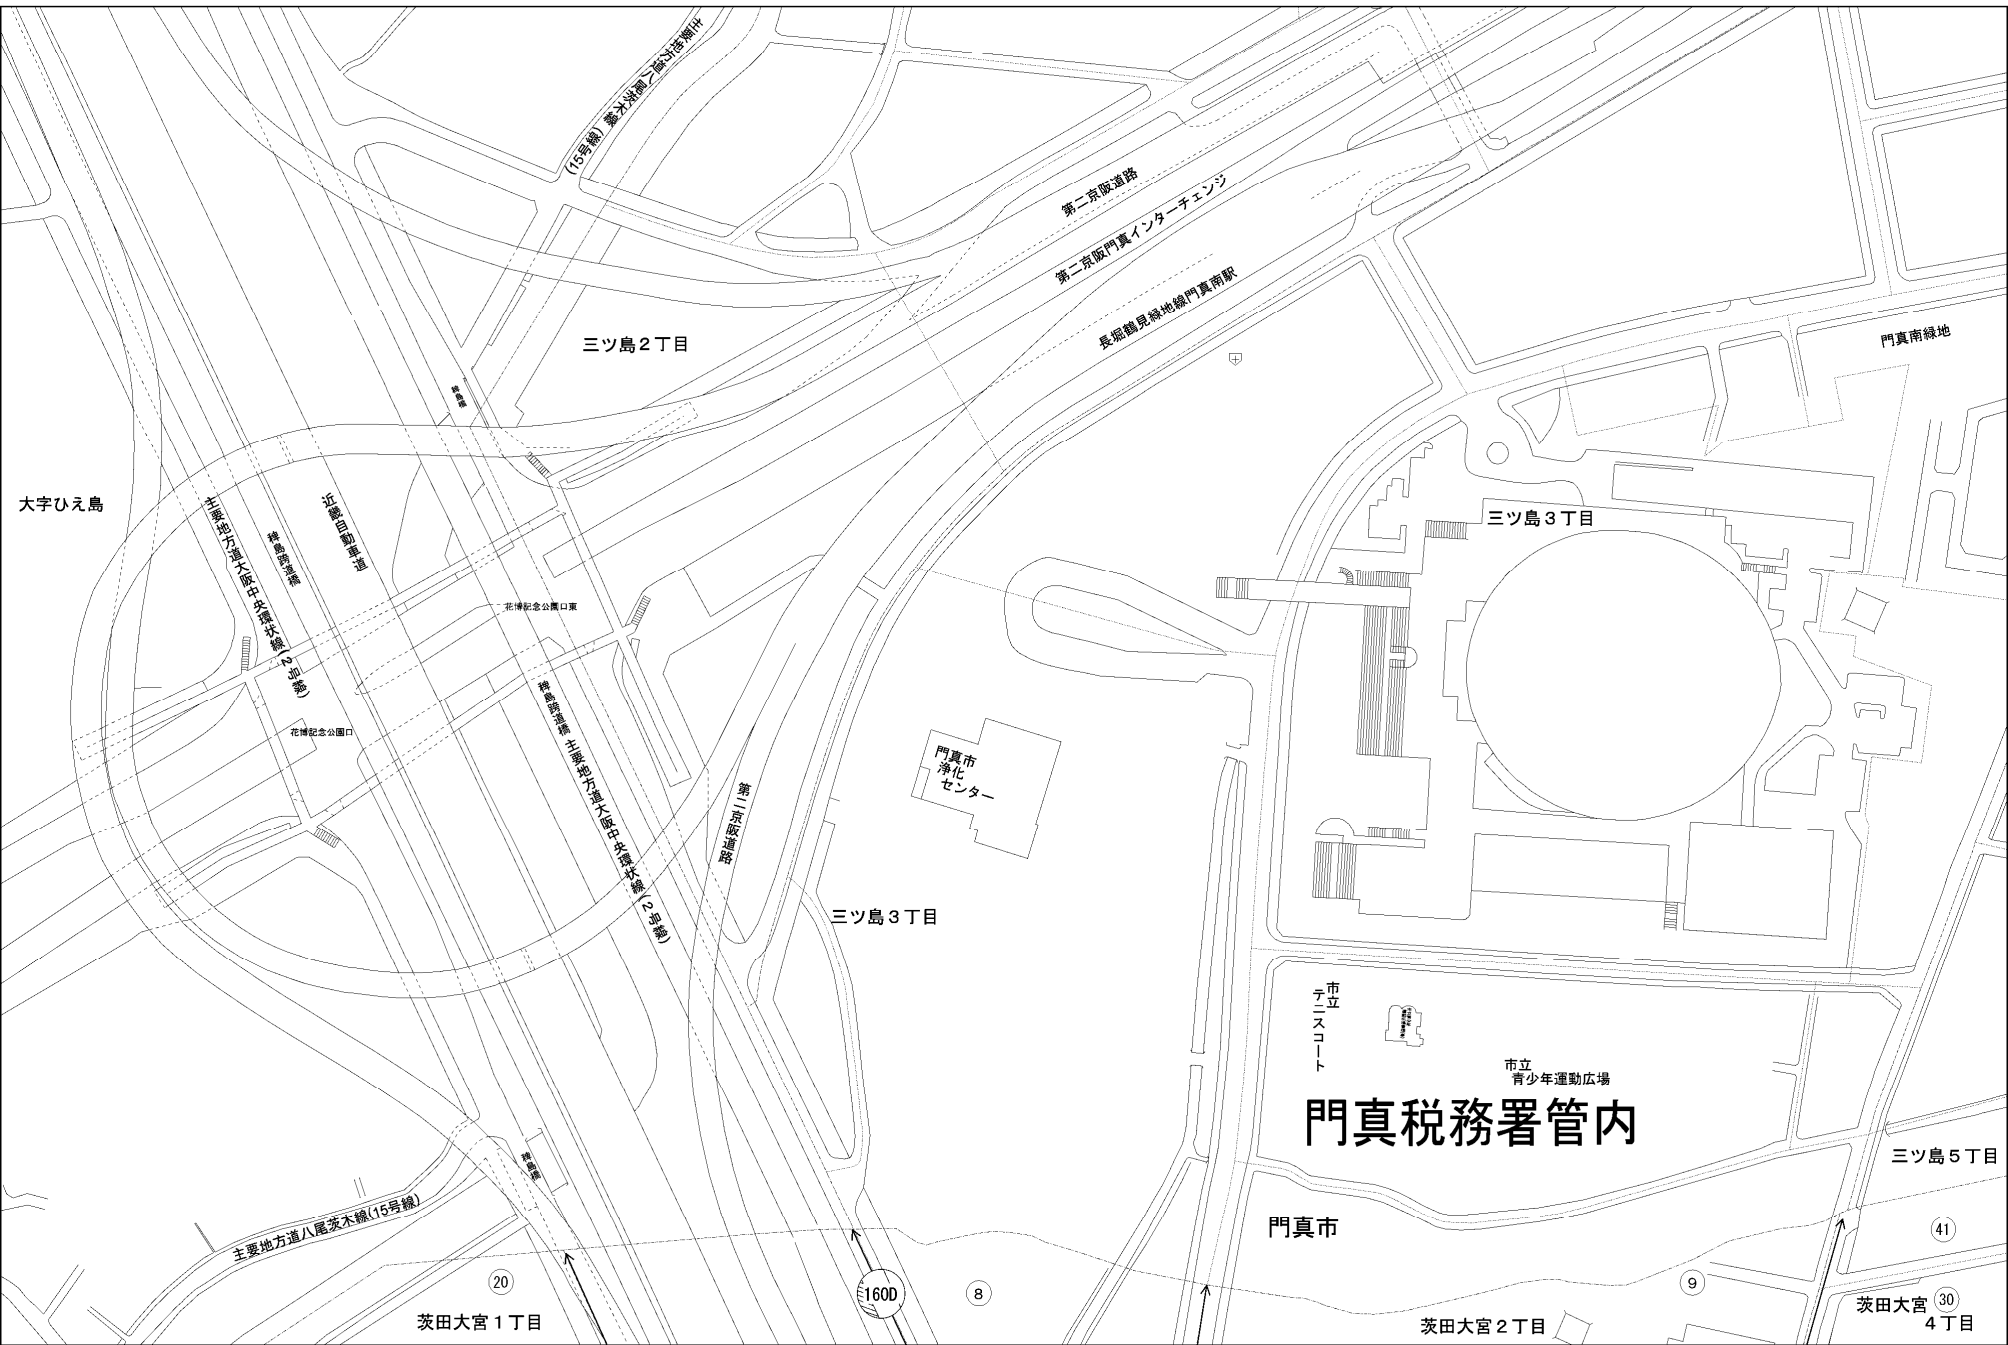 主要地方道八尾茨木線
(15号線)
第二京阪道路
第二京阪門真インターチェンジ
長堀鶴見緑地線門真南駅
三ツ島２丁目
門真南緑地
稗島橋
大字ひえ島
主要地方道大阪中央環状線(２号線)
稗島跨道橋
近畿自動車道
三ツ島３丁目
花博記念公園口東
花博記念公園口
稗島跨道橋
主要地方道大阪中央環状線(２号線)
門真市
浄化
センター
第二京阪道路
三ツ島３丁目
市立
テニスコート
市立
青少年運動広場
門真税務署管内
稗島橋
三ツ島５丁目
主要地方道八尾茨木線(15号線)
門真市
41
20
160D
8
9
30
茨田大宮１丁目
茨田大宮２丁目
茨田大宮
４丁目